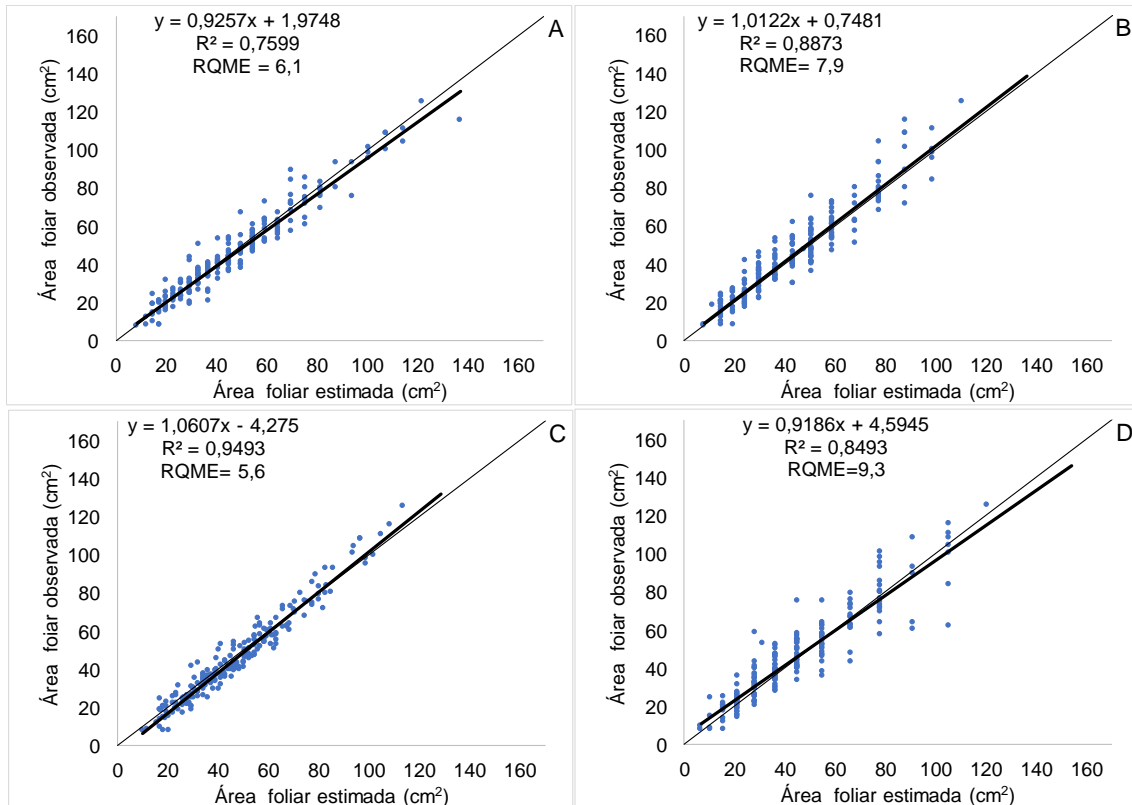 y = 0,9257x + 1,9748
R² = 0,7599
RQME = 6,1
A
Área foiar observada (cm²)
160
140
120
100
80
60
40
20
0
0 20 40 60 80 100 120 140 160
Área foliar estimada (cm²)
y = 1,0122x + 0,7481
R² = 0,8873
RQME= 7,9
B
Área foiar observada (cm²)
160
140
120
100
80
60
40
20
0
0 20 40 60 80 100 120 140 160
Área foliar estimada (cm²)
y = 1,0607x - 4,275
R² = 0,9493
RQME= 5,6
C
Área foiar observada (cm²)
160
140
120
100
80
60
40
20
0
0 20 40 60 80 100 120 140 160
Área foliar estimada (cm²)
y = 0,9186x + 4,5945
R² = 0,8493
RQME=9,3
D
Área foiar observada (cm²)
160
140
120
100
80
60
40
20
0
0 20 40 60 80 100 120 140 160
Área foliar estimada (cm²)